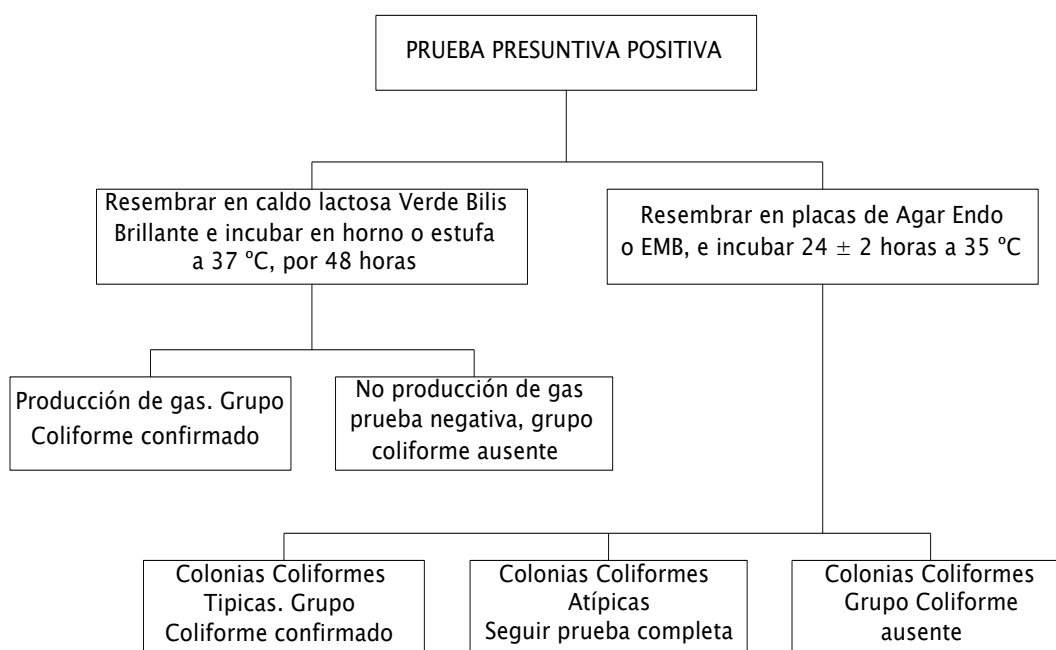 PRUEBA PRESUNTIVA POSITIVA
Resembrar en caldo lactosa Verde Bilis
Brillante e incubar en horno o estufa
a 37 ºC, por 48 horas
Resembrar en placas de Agar Endo
o EMB, e incubar 24 ± 2 horas a 35 ºC
Producción de gas. Grupo
Coliforme confirmado
No producción de gas
prueba negativa, grupo
coliforme ausente
Colonias Coliformes
Tipicas. Grupo
Coliforme confirmado
Colonias Coliformes
Atípicas
Seguir prueba completa
Colonias Coliformes
Grupo Coliforme
ausente